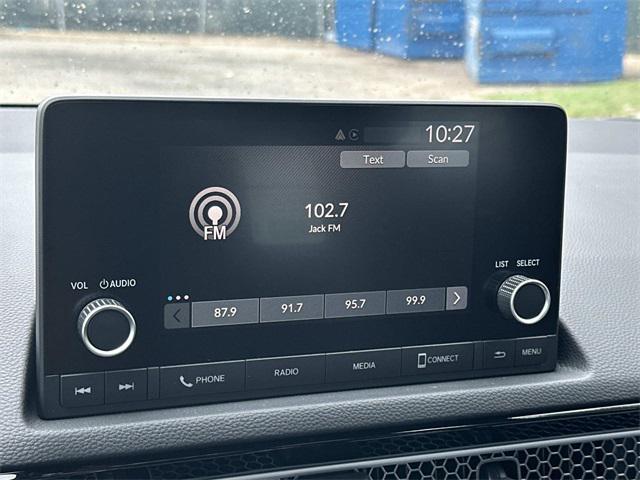 10:27
Text Scan
102.7
FM
Jack FM
LIST SELECT
VOL AUDIO
87.9 91.7 95.7 99.9
PHONE RADIO MEDIA CONNECT MENU